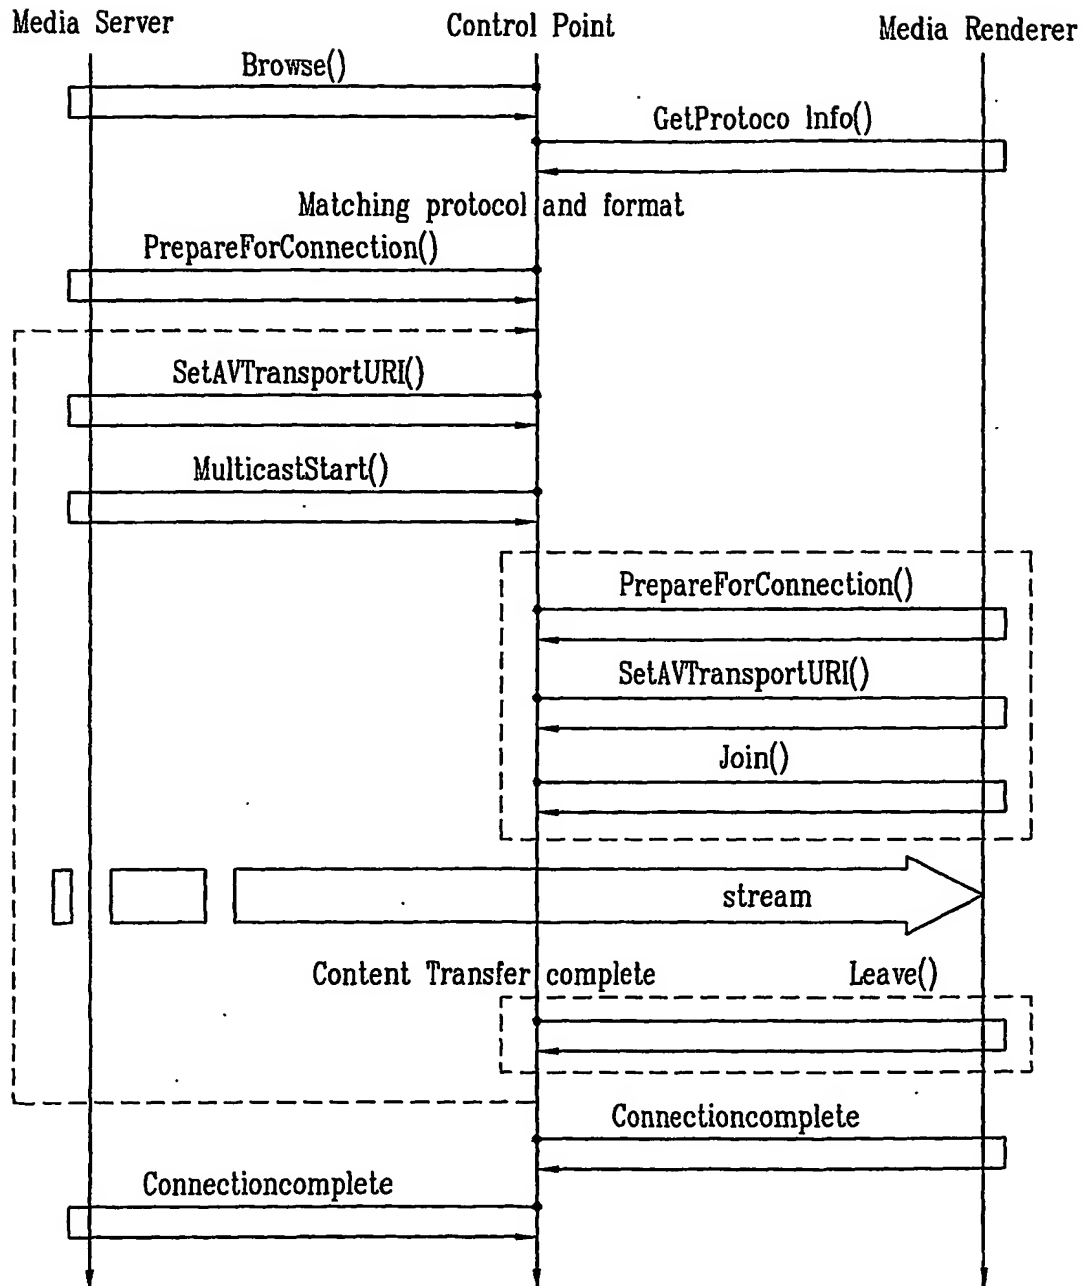 Media Server
Control Point
Media Renderer
Browse()
GetProtoco Info()
Matching protocol and format
PrepareForConnection()
SetAVTransportURI()
MulticastStart()
PrepareForConnection()
SetAVTransportURI()
Join()
stream
Content Transfer complete
Leave()
Connectioncomplete
Connectioncomplete